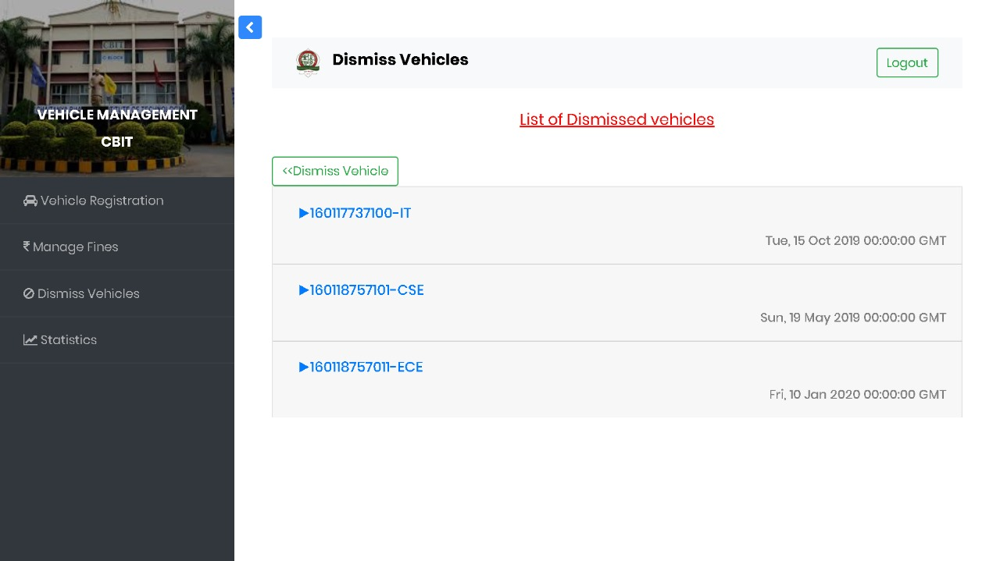 CBIT
C BLOCK
VEHICLE MANAGEMENT
CBIT
Vehicle Registration
₹ Manage Fines
Dismiss Vehicles
Statistics
Dismiss Vehicles
Logout
List of Dismissed vehicles
<<Dismiss Vehicle
160117737100-IT
Tue, 15 Oct 2019 00:00:00 GMT
160118757101-CSE
Sun, 19 May 2019 00:00:00 GMT
160118757011-ECE
Fri, 10 Jan 2020 00:00:00 GMT